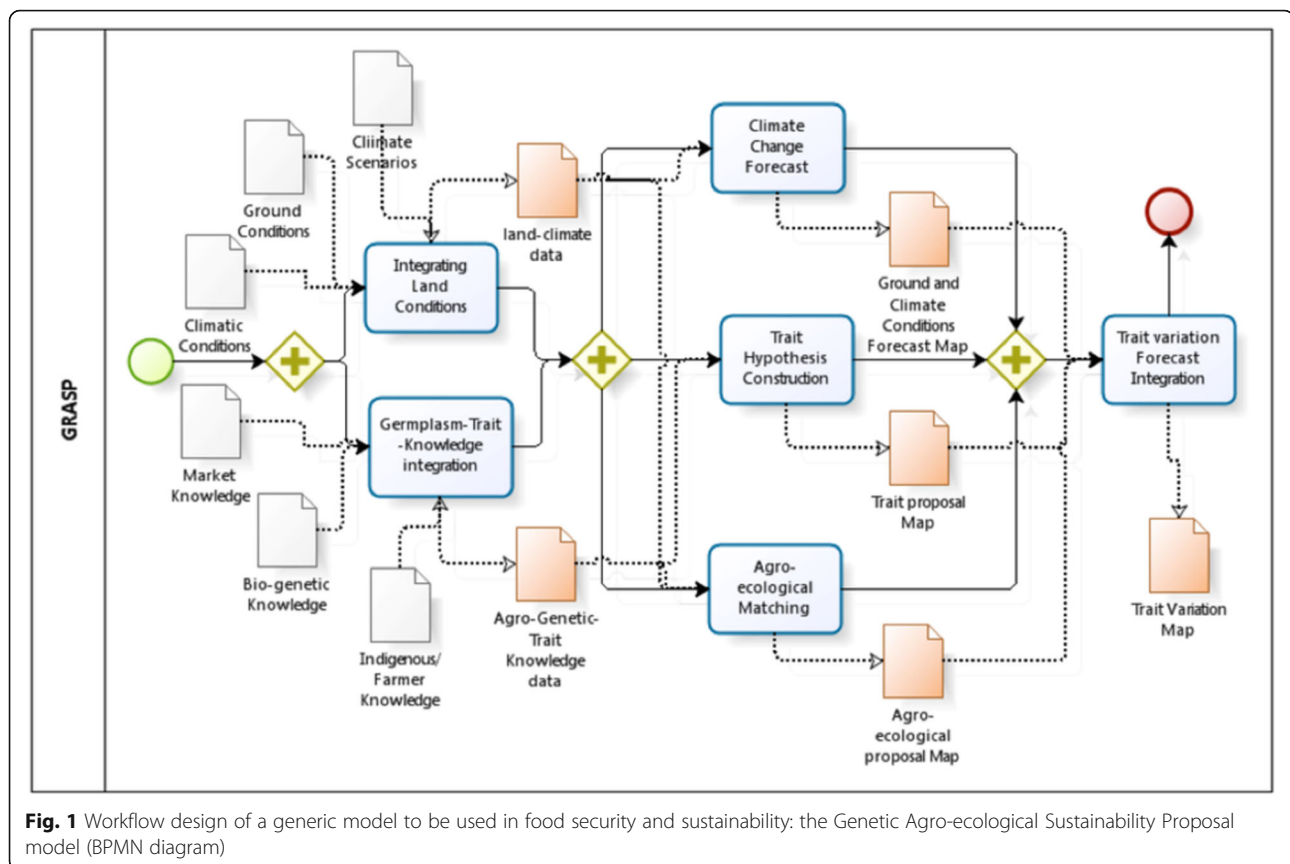 GRASP
Cliimate
Scenarios
Ground
Conditions
Climatic
Conditions
Market
Knowledge
Bio-genetic
Knowledge
Indigenous/
Farmer
Knowledge
Integrating
Land
Conditions
Germplasm-Trait
-Knowledge
integration
land-climate
data
Agro-Genetic-
Trait
Knowledge
data
Climate
Change
Forecast
Ground and
Climate
Conditions
Forecast Map
Trait
Hypothesis
Construction
Trait proposal
Map
Agro-
ecological
Matching
Agro-
ecological
proposal Map
Trait variation
Forecast
Integration
Trait Variation
Map
Fig. 1 Workflow design of a generic model to be used in food security and sustainability: the Genetic Agro-ecological Sustainability Proposal
model (BPMN diagram)